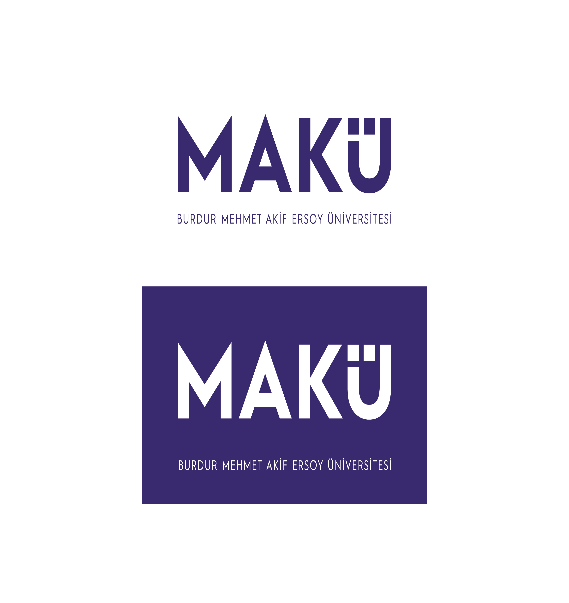 MAKÜ
BURDUR MEHMET AKİF ERSOY ÜNİVERSİTESİ
MAKÜ
BURDUR MEHMET AKİF ERSOY ÜNİVERSİTESİ